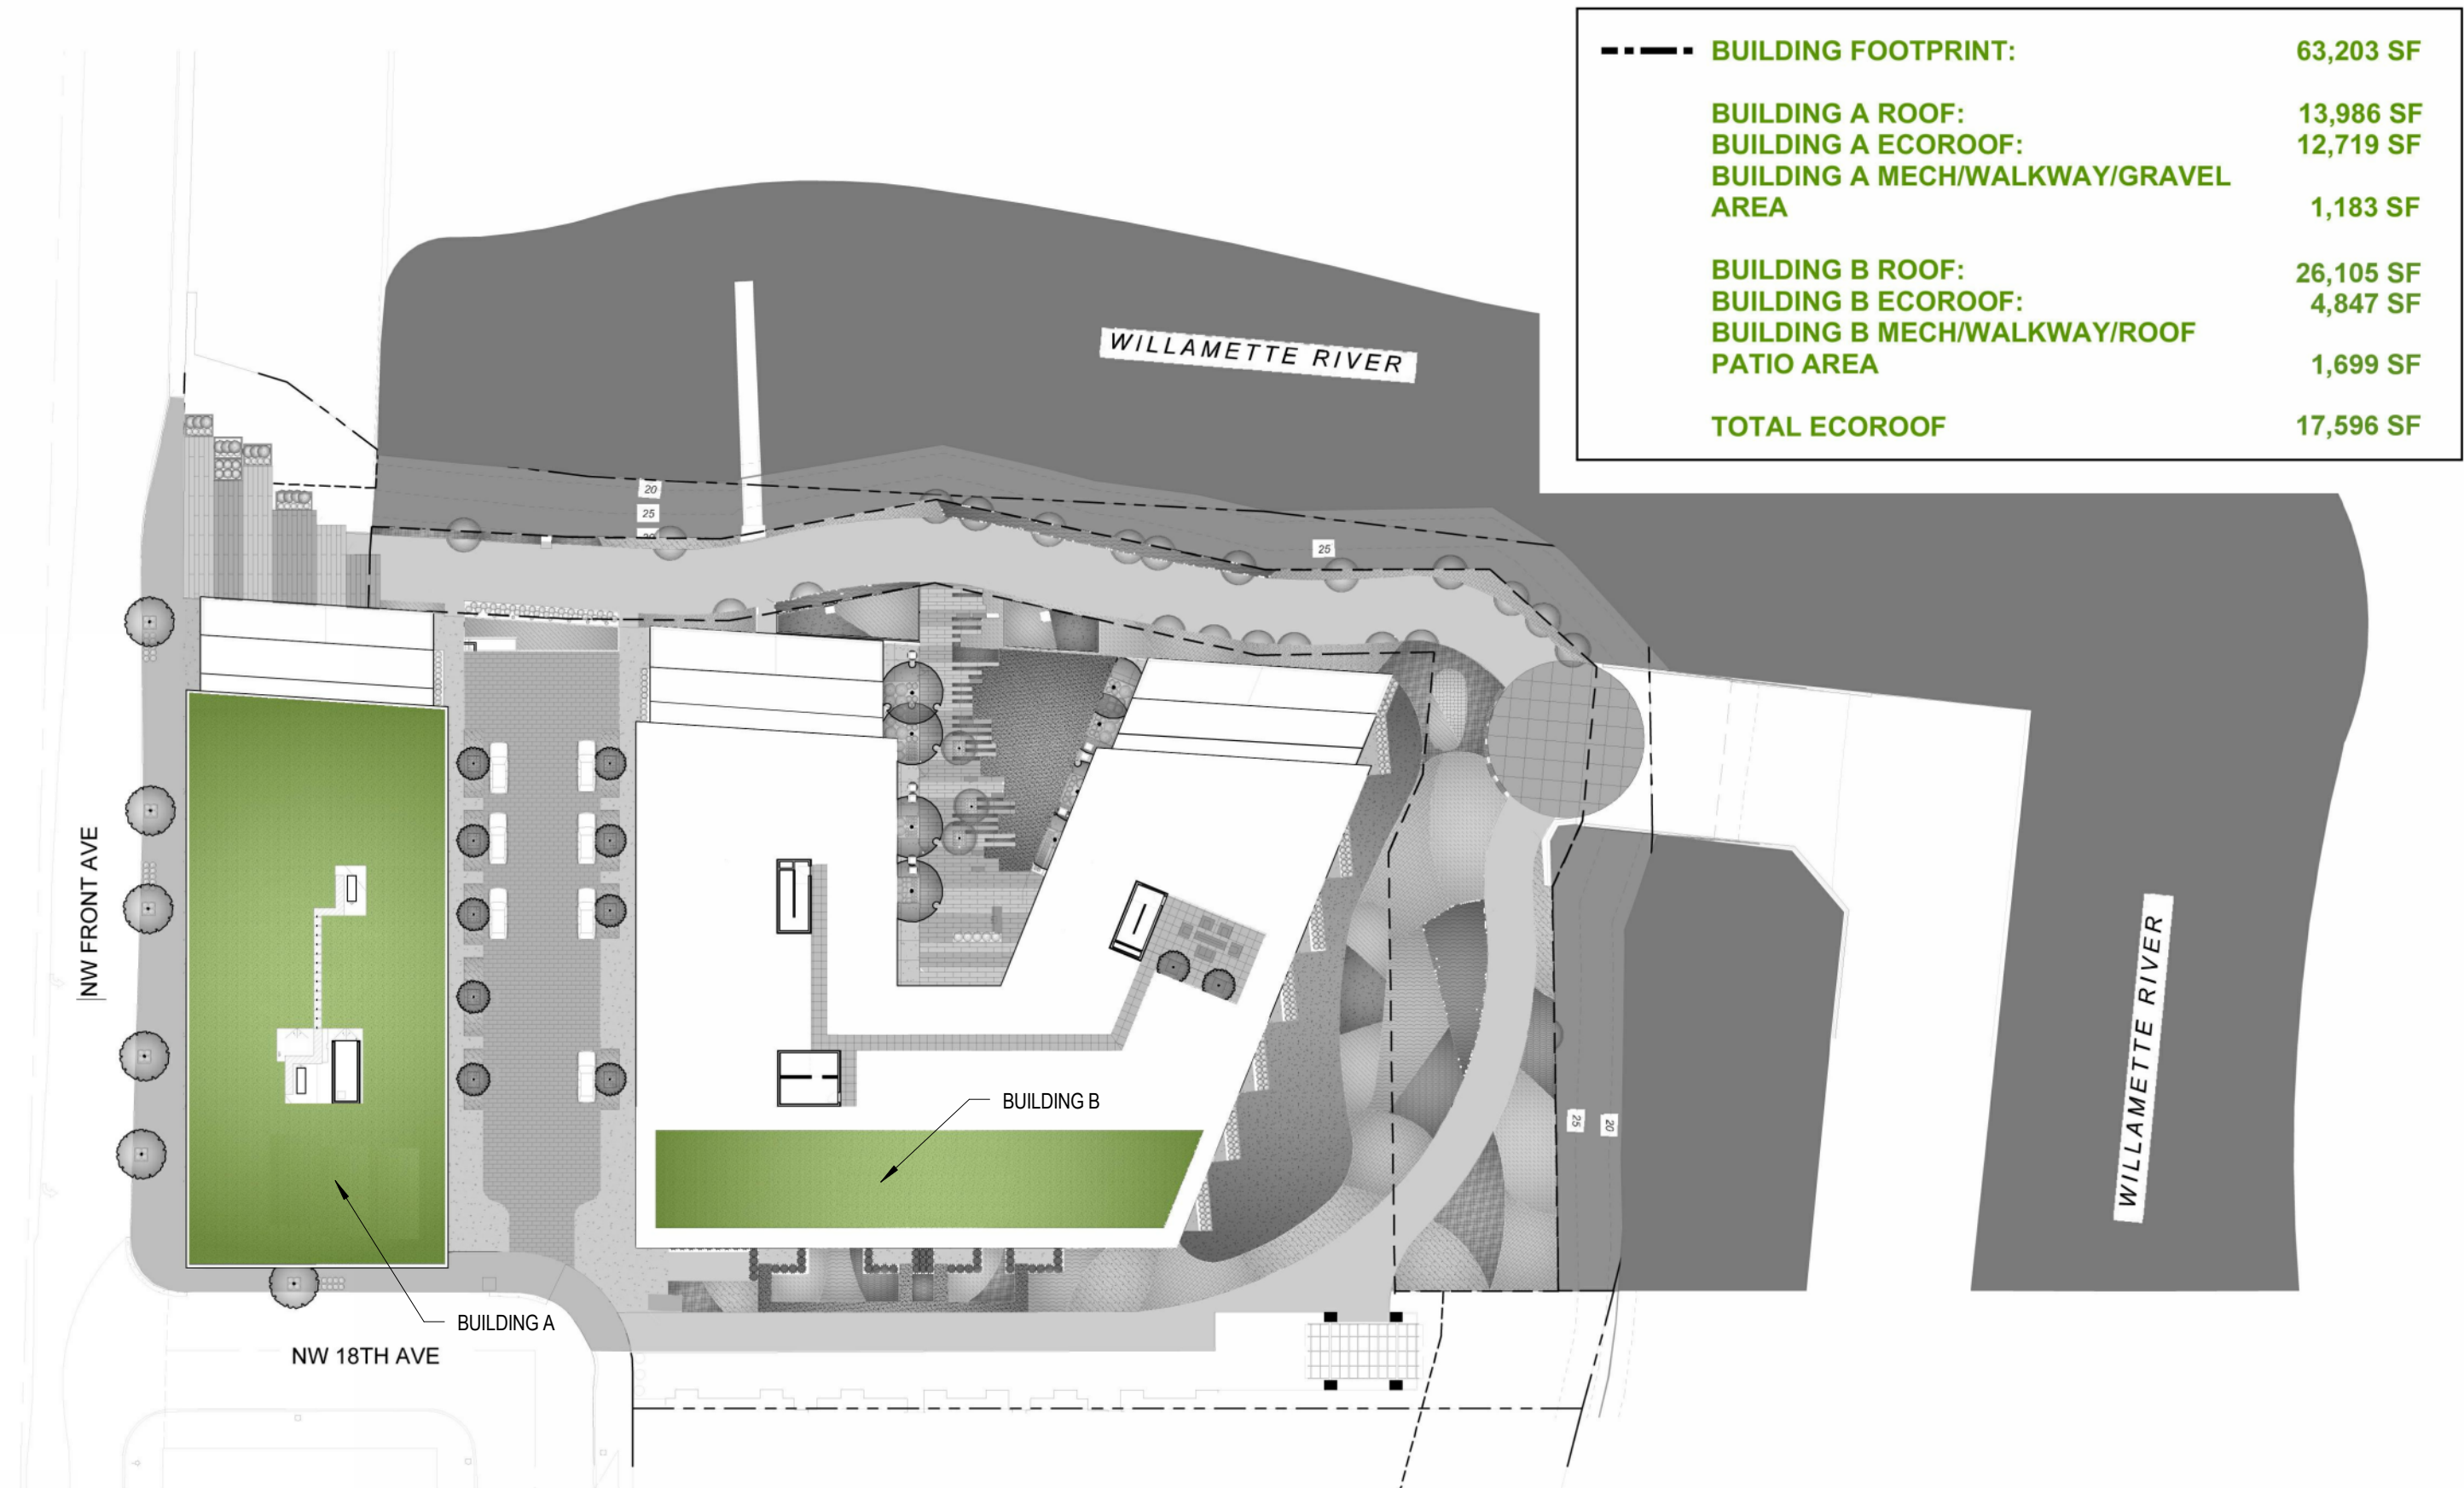 BUILDING FOOTPRINT: 63,203 SF
BUILDING A ROOF: 13,986 SF
BUILDING A ECOROOF: 12,719 SF
BUILDING A MECH/WALKWAY/GRAVEL
AREA 1,183 SF
BUILDING B ROOF: 26,105 SF
BUILDING B ECOROOF: 4,847 SF
BUILDING B MECH/WALKWAY/ROOF
PATIO AREA 1,699 SF
TOTAL ECOROOF 17,596 SF
WILLAMETTE RIVER
20
25
25
NW FRONT AVE
WILLAMETTE RIVER
BUILDING B
25
20
BUILDING A
NW 18TH AVE